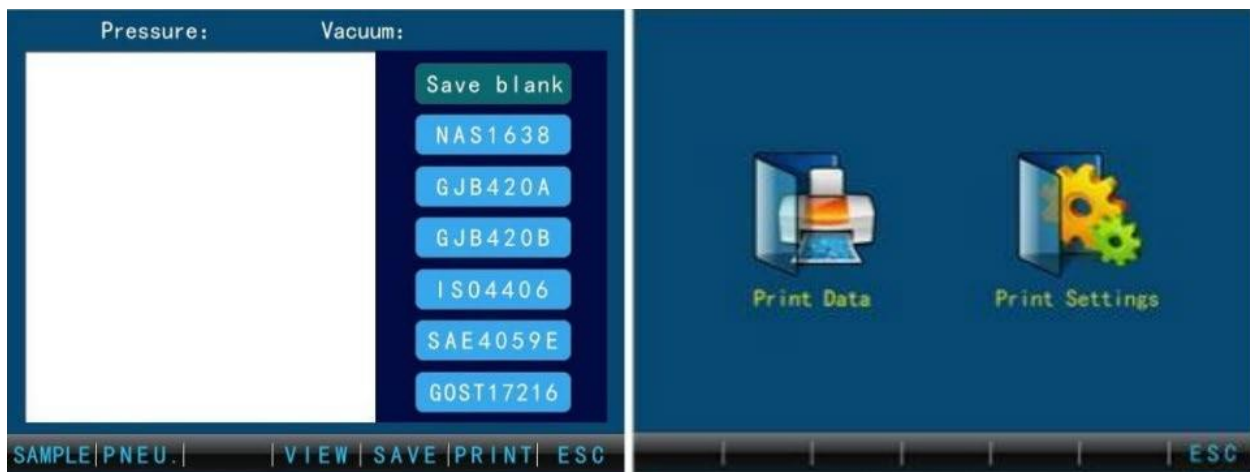 Pressure: Vacuum:
Save blank
NAS1638
GJB420A
GJB420B
ISO4406
SAE4059E
GOST17216
SAMPLE|PNEU.| |VIEW|SAVE|PRINT| ESC
Print Data Print Settings
ESC